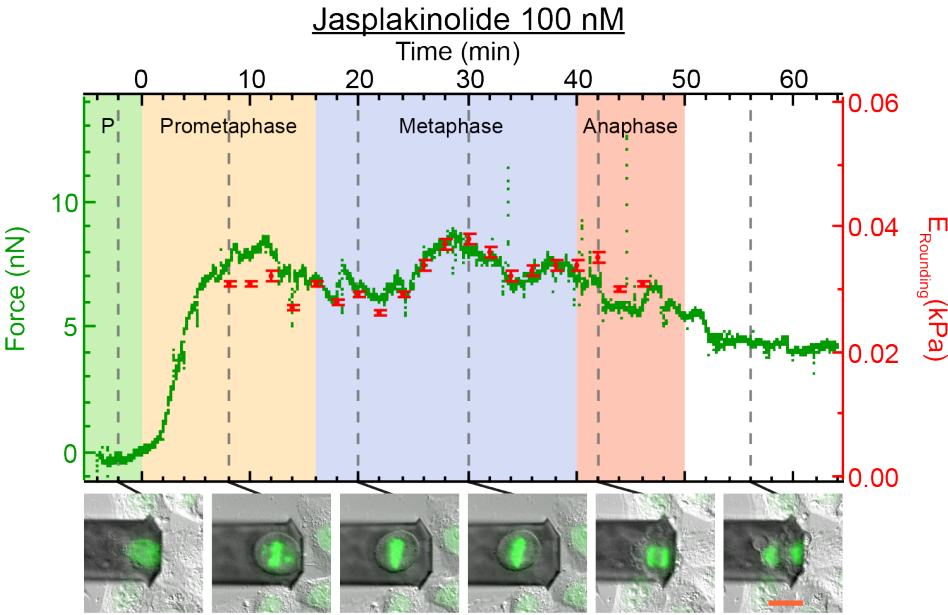 Jasplakinolide 100 nM
Time (min)
0 10 20 30 40 50 60
P Prometaphase Metaphase Anaphase
Force (nN)
10
5
0
E_Rounding (kPa)
0.06
0.04
0.02
0.00